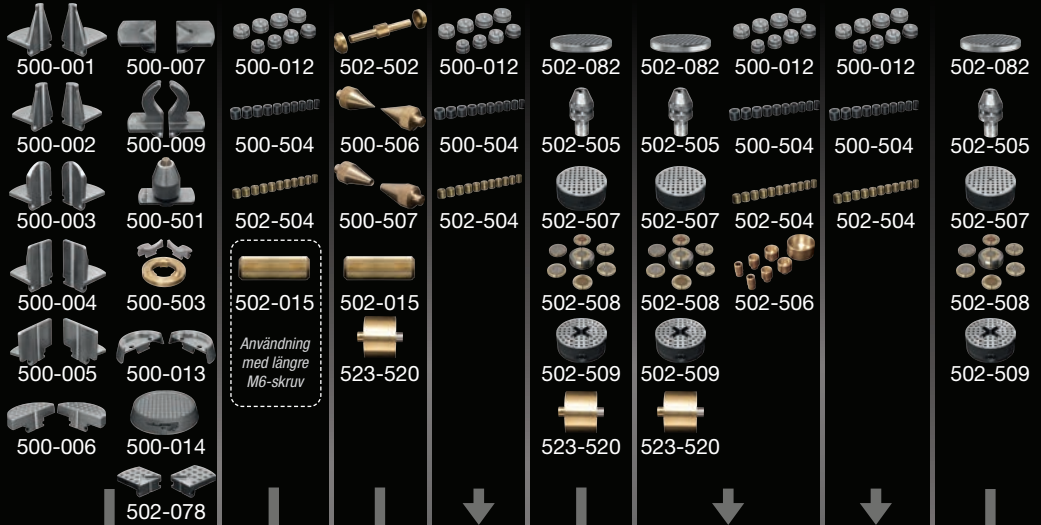 500-001 500-007 500-012 502-502 500-012 502-082 502-082 500-012 500-012 502-082
500-002 500-009 500-504 500-506 500-504 502-505 502-505 500-504 500-504 502-505
500-003 500-501 502-504 500-507 502-504 502-507 502-507 502-504 502-504 502-507
500-004 500-503 502-015 502-015 502-508 502-508 502-506 502-508
Användning
med längre
M6-skruv
500-005 500-013 523-520 502-509 502-509 502-509
500-006 500-014 523-520 523-520
502-078